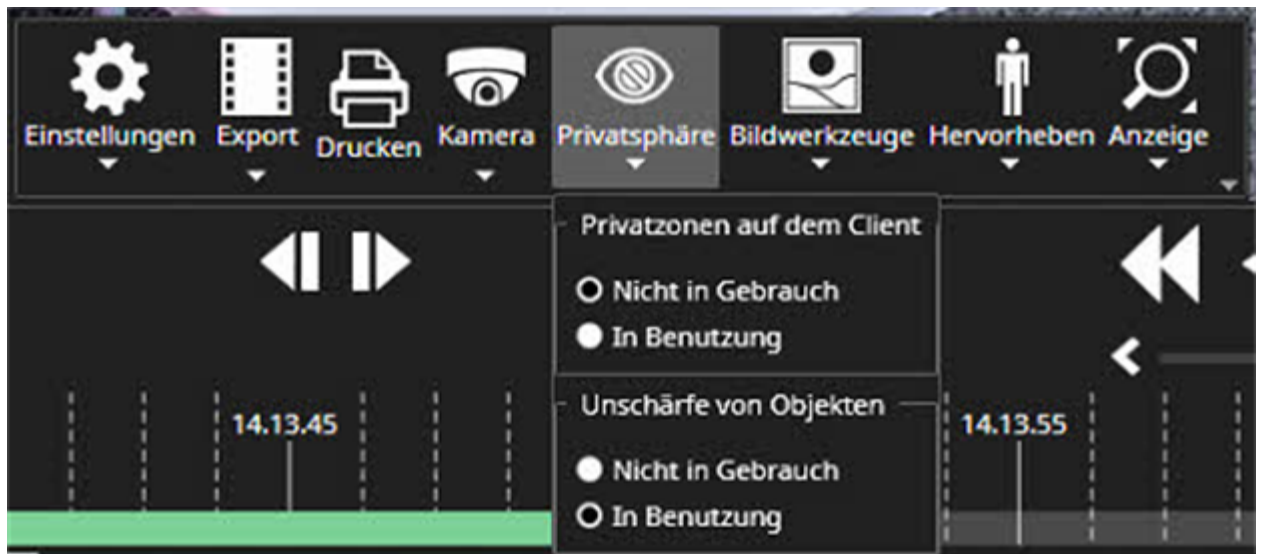 Einstellungen Export Drucken Kamera Privatsphäre Bildwerkzeuge Hervorheben Anzeige
Privatzonen auf dem Client
Nicht in Gebrauch
In Benutzung
14.13.45 Unschärfe von Objekten 14.13.55
Nicht in Gebrauch
In Benutzung